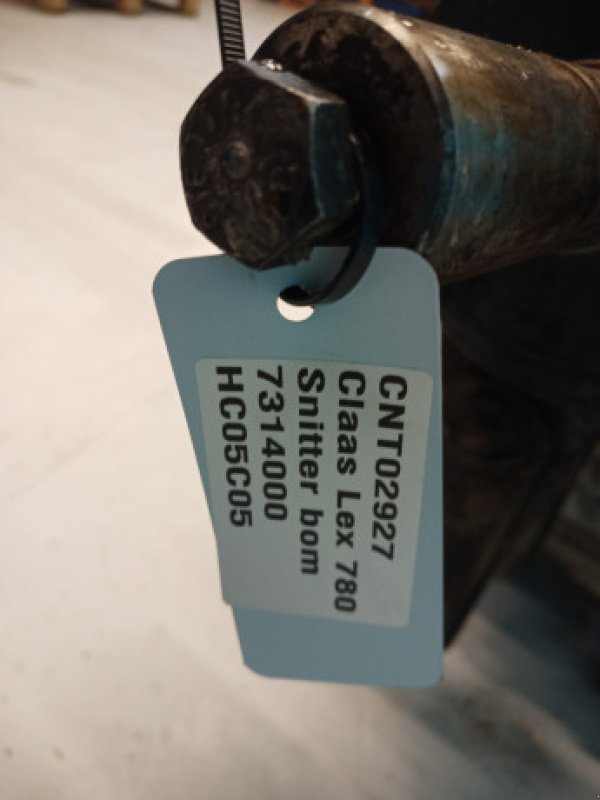 CNT02927
Claas Lex 780
Snitter bom
7314000
HC05C05